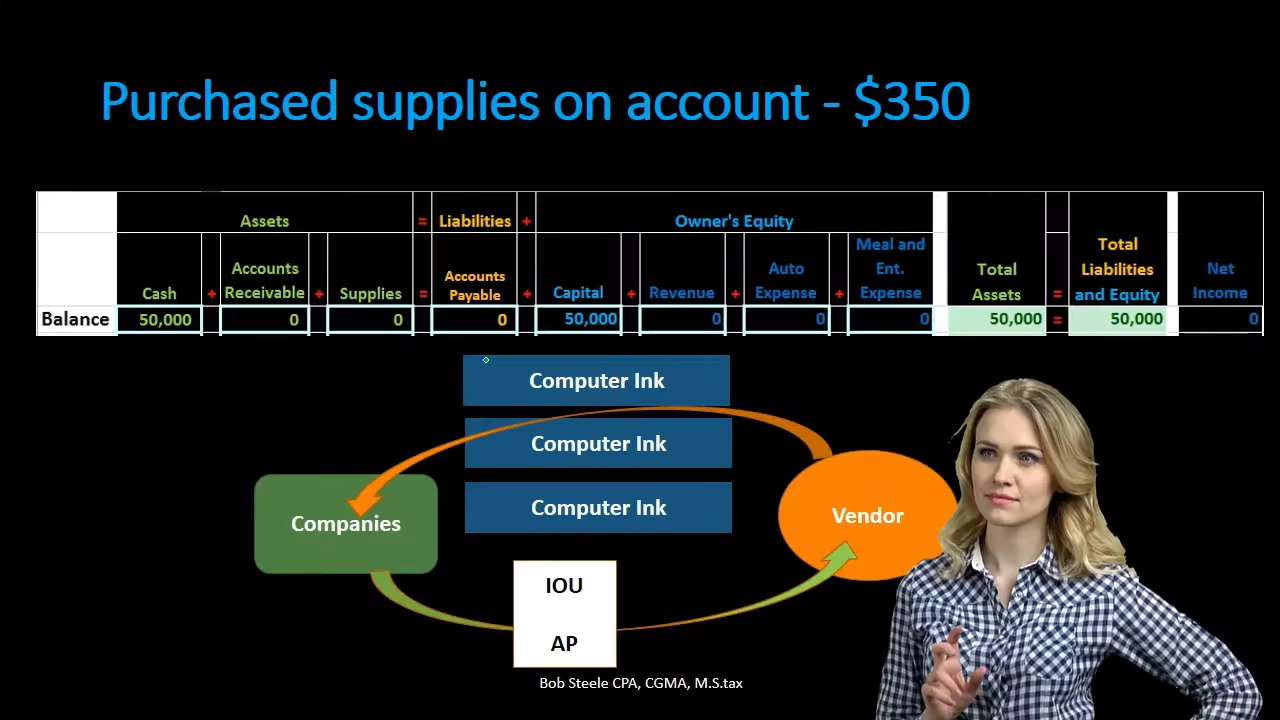 Purchased supplies on account - $350
Assets = Liabilities + Owner's Equity
Cash + Accounts Receivable + Supplies = Accounts Payable + Capital + Revenue + Auto Expense + Meal and Ent. Expense Total Assets = Total Liabilities and Equity Net Income
Balance 50,000 0 0 0 50,000 0 0 0 50,000 = 50,000 0
Computer Ink
Computer Ink
Computer Ink
Companies
Vendor
IOU
AP
Bob Steele CPA, CGMA, M.S.tax